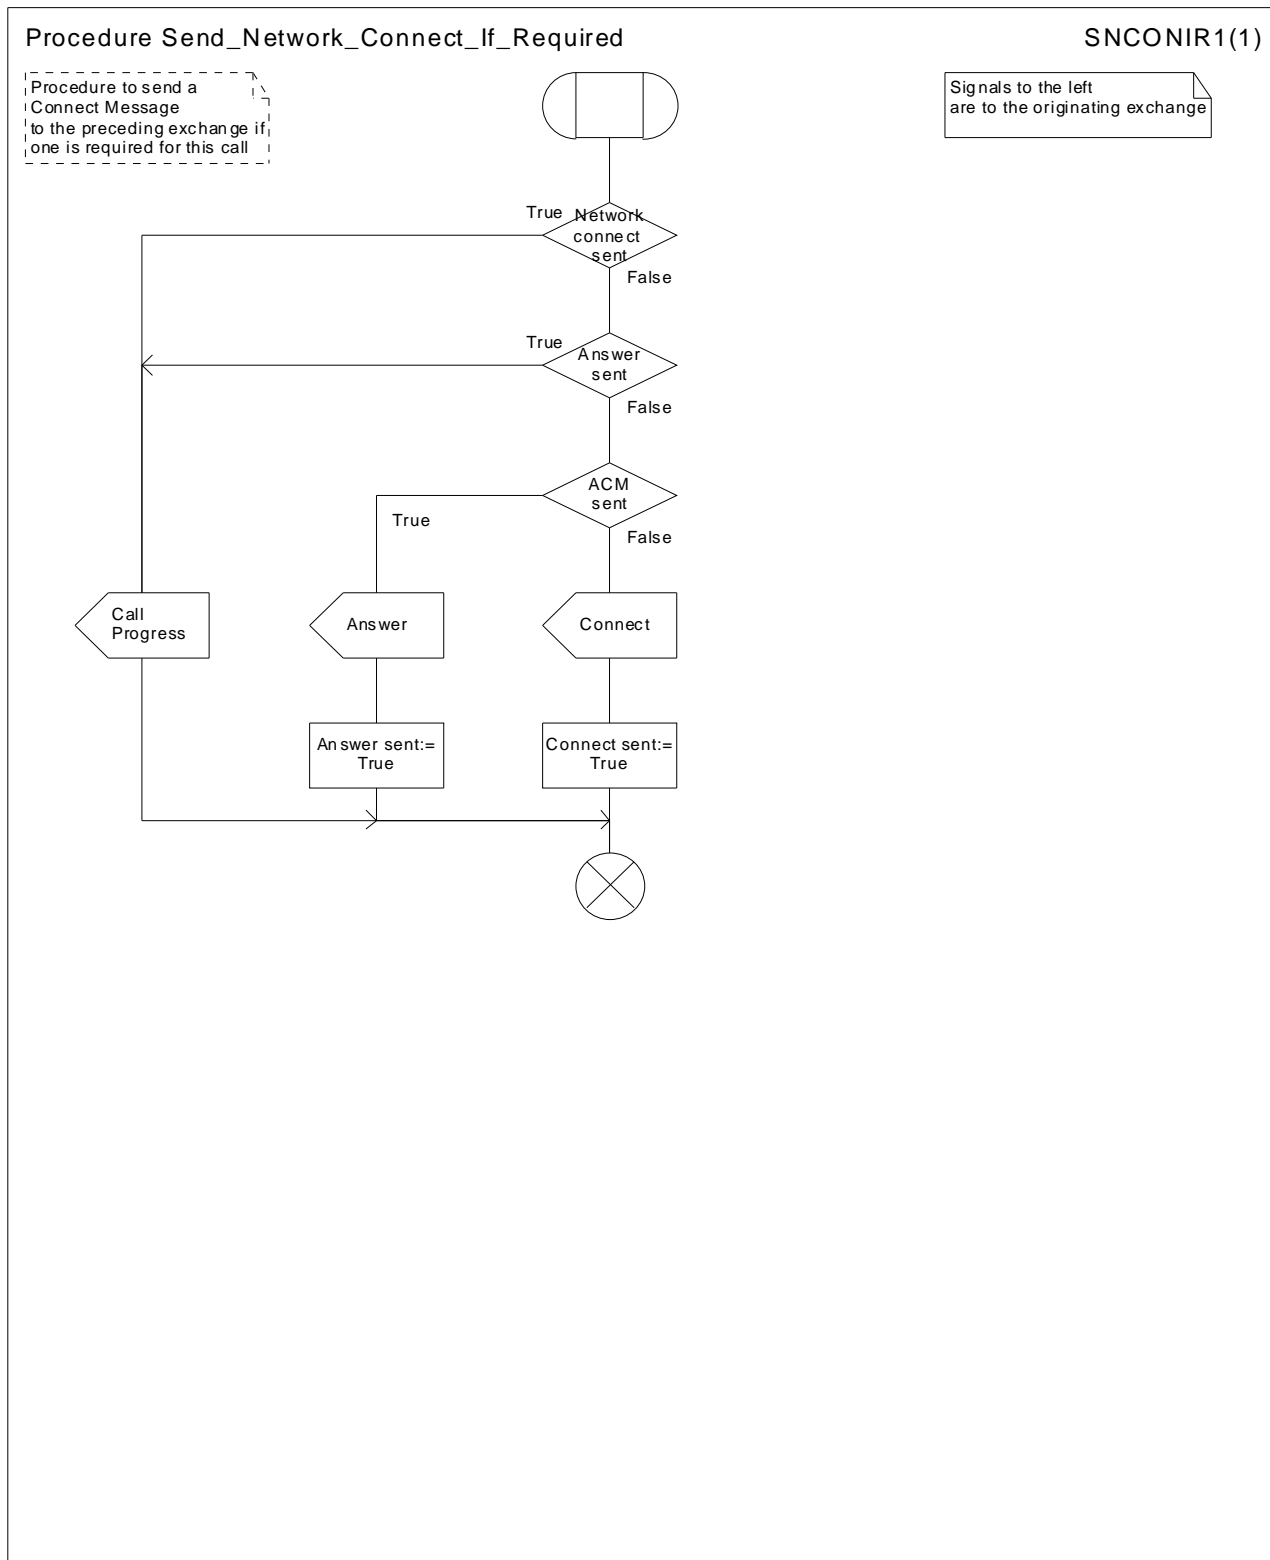 Procedure Send_Network_Connect_If_Required
SNCONIR1(1)
Procedure to send a
Connect Message
to the preceding exchange if
one is required for this call
Signals to the left
are to the originating exchange
True
Network
connect
sent
False
True
Answer
sent
False
ACM
sent
True
False
Call
Progress
Answer
Connect
Answer sent:=
True
Connect sent:=
True